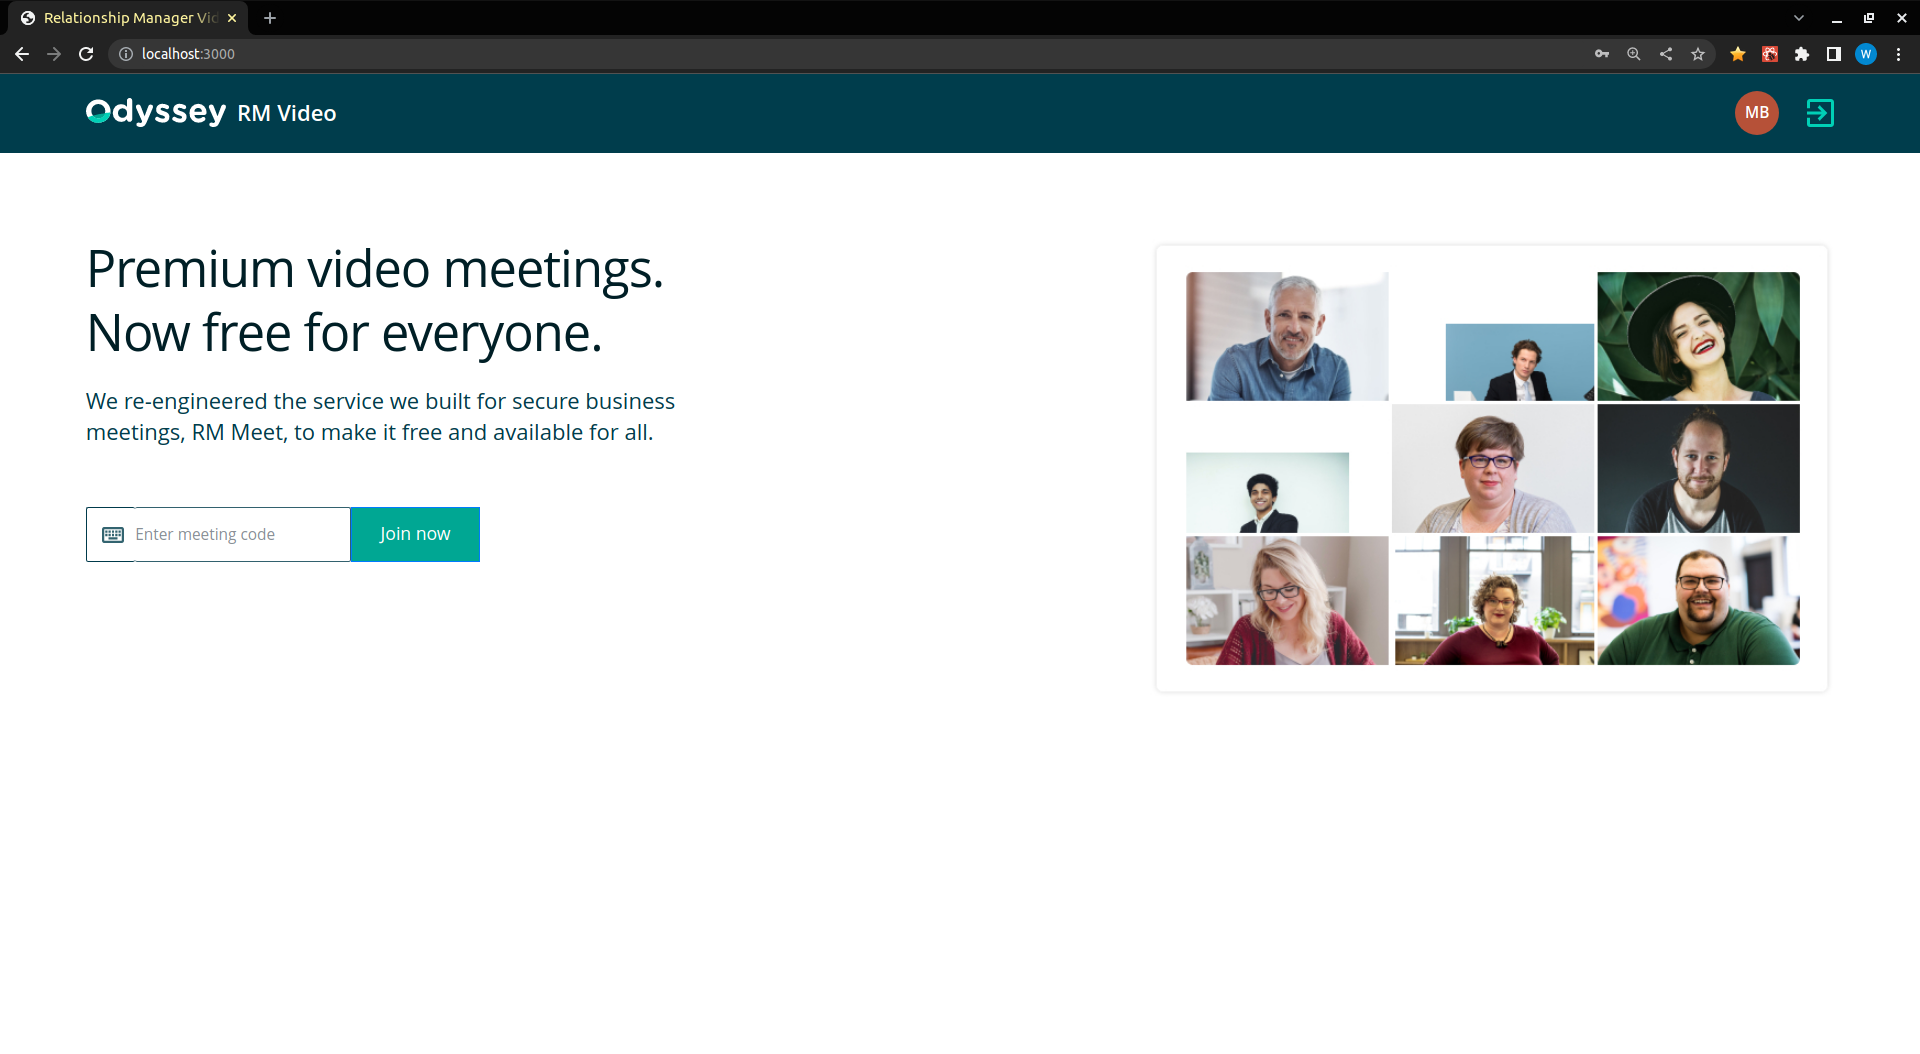 Relationship Manager Vid
localhost:3000
W
Odyssey RM Video
MB
Premium video meetings.
Now free for everyone.
We re-engineered the service we built for secure business
meetings, RM Meet, to make it free and available for all.
Enter meeting code
Join now